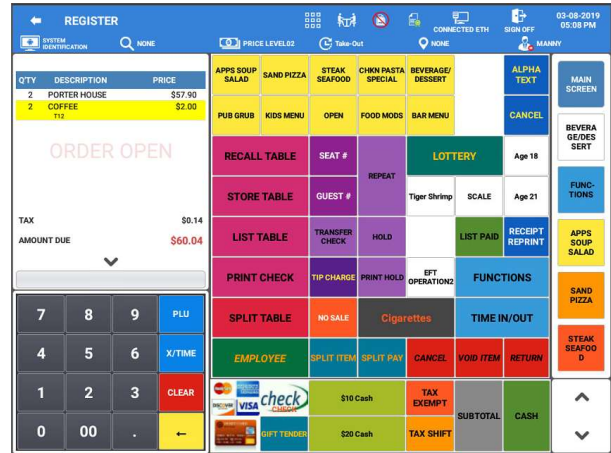 REGISTER
CONNECTED ETH
SIGN OFF
03-08-2019
05:08 PM
SYSTEM
IDENTIFICATION
NONE
PRICE LEVEL02
Take-Out
NONE
MANNY
Q'TY DESCRIPTION PRICE
2 PORTER HOUSE $57.90
2 COFFEE $2.00
T12
ORDER OPEN
TAX $0.14
AMOUNT DUE $60.04
7 8 9 PLU
4 5 6 X/TIME
1 2 3 CLEAR
0 00 . ←
APPS SOUP
SALAD
SAND PIZZA
STEAK
SEAFOOD
CHKN PASTA
SPECIAL
BEVERAGE/
DESSERT
ALPHA
TEXT
PUB GRUB
KIDS MENU
OPEN
FOOD MODS
BAR MENU
CANCEL
RECALL TABLE
SEAT #
REPEAT
LOTTERY
Age 18
STORE TABLE
GUEST #
Tiger Shrimp
SCALE
Age 21
LIST TABLE
TRANSFER
CHECK
HOLD
LIST PAID
RECEIPT
REPRINT
PRINT CHECK
TIP CHARGE
PRINT HOLD
EFT
OPERATION2
FUNCTIONS
SPLIT TABLE
NO SALE
Cigarettes
TIME IN/OUT
EMPLOYEE
SPLIT ITEM
SPLIT PAY
CANCEL
VOID ITEM
RETURN
VISA
check
$10 Cash
TAX
EXEMPT
SUBTOTAL
CASH
GIFT TENDER
$20 Cash
TAX SHIFT
MAIN
SCREEN
BEVERA
GE/DES
SERT
FUNC-
TIONS
APPS
SOUP
SALAD
SAND
PIZZA
STEAK
SEAFOO
D